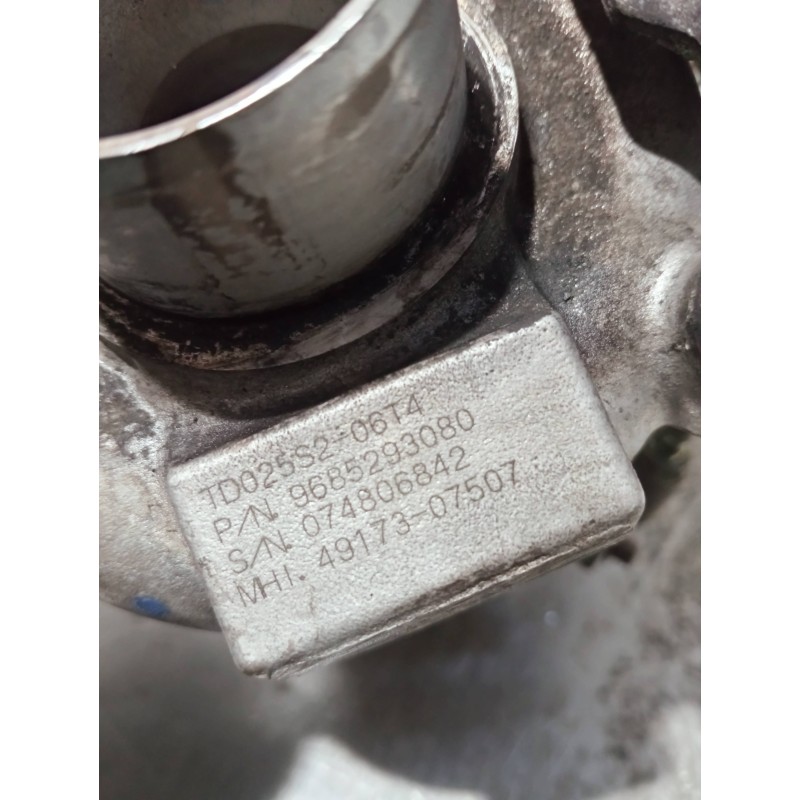 TD025S2-06T4
P/N. 9685293080
S/N. 074806842
MHI. 49173-07507